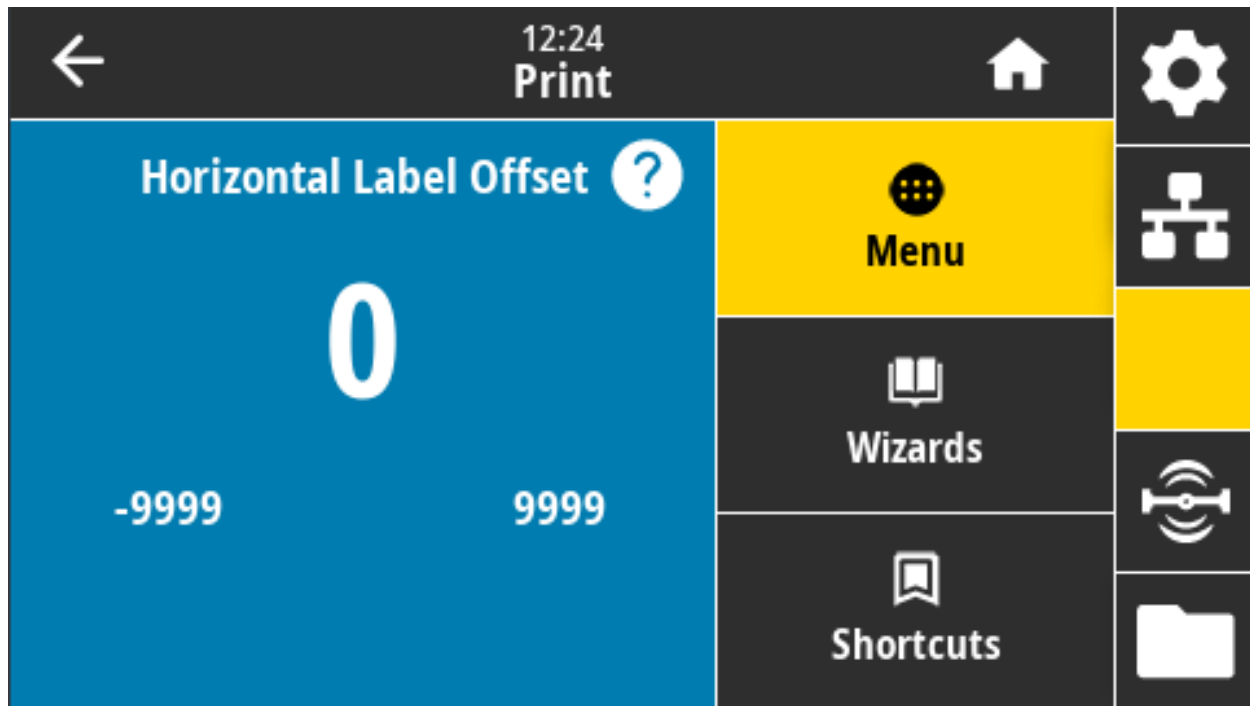 12:24
Print
Horizontal Label Offset
?
0
-9999 9999
Menu
Wizards
Shortcuts